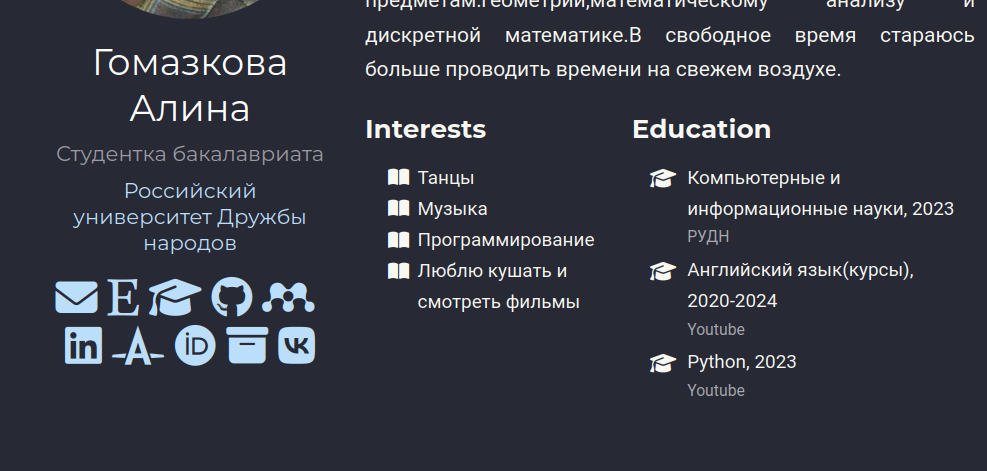 предметам:геометрии,математическому анализу и
дискретной математике.В свободное время стараюсь
больше проводить времени на свежем воздухе.
Гомазкова
Алина
Студентка бакалавриата
Российский
университет Дружбы
народов
Interests
Танцы
Музыка
Программирование
Люблю кушать и
смотреть фильмы
Education
Компьютерные и
информационные науки, 2023
РУДН
Английский язык(курсы),
2020-2024
Youtube
Python, 2023
Youtube